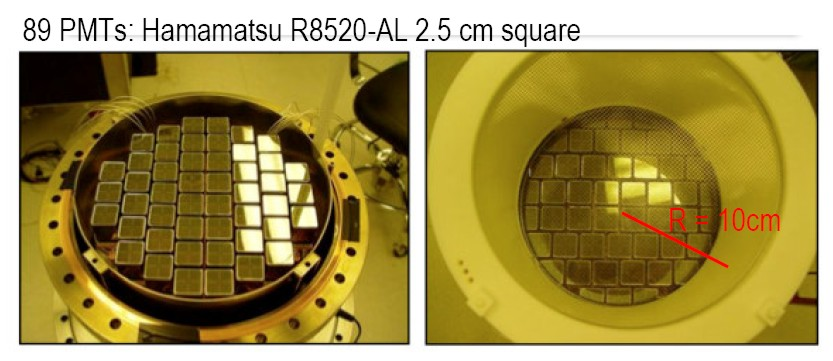 89 PMTs: Hamamatsu R8520-AL 2.5 cm square
R = 10cm